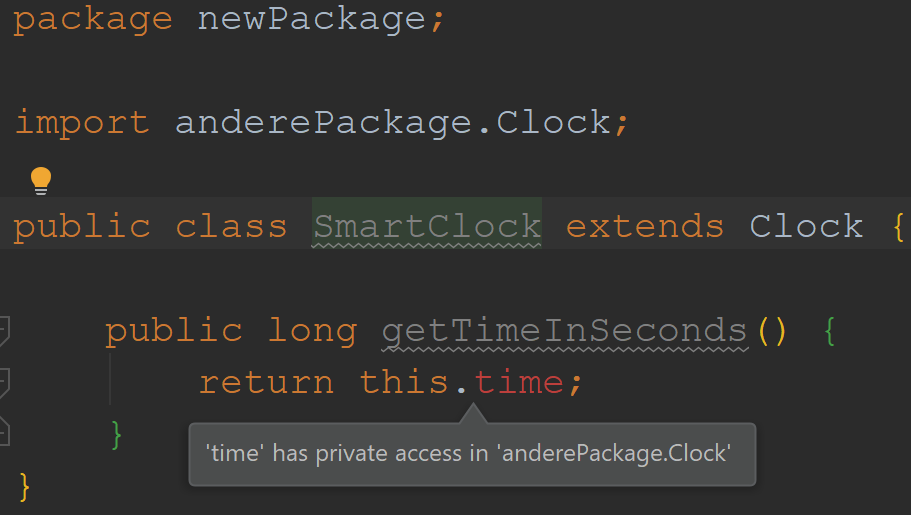 package newPackage;
import anderePackage.Clock;
public class SmartClock extends Clock {
public long getTimeInSeconds() {
return this.time;
}
'time' has private access in 'anderePackage.Clock'
}